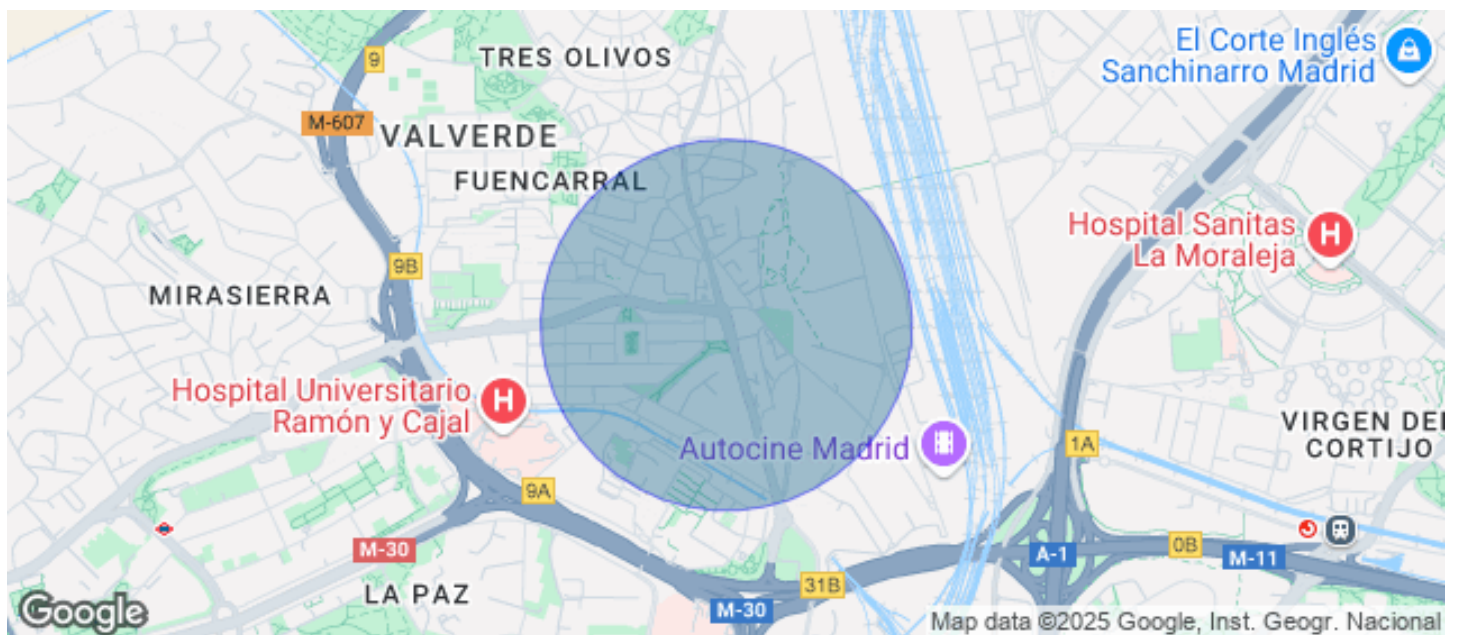 El Corte Inglés
Sanchinarro Madrid
TRES OLIVOS
9
M-607
VALVERDE
FUENCARRAL
Hospital Sanitas
La Moraleja
H
9B
MIRASIERRA
Hospital Universitario
Ramón y Cajal
H
VIRGEN DEL
CORTIJO
Autocine Madrid
1A
9A
M-30
A-1
0B
M-11
LA PAZ
31B
M-30
Google
Map data ©2025 Google, Inst. Geogr. Nacional